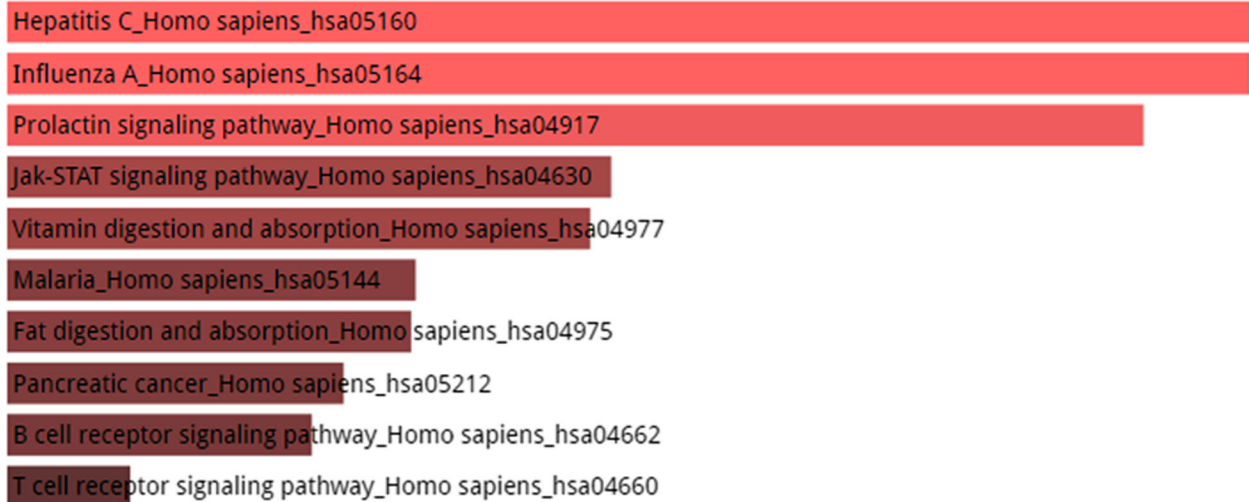 Hepatitis C_Homo sapiens_hsa05160
Influenza A_Homo sapiens_hsa05164
Prolactin signaling pathway_Homo sapiens_hsa04917
Jak-STAT signaling pathway_Homo sapiens_hsa04630
Vitamin digestion and absorption_Homo sapiens_hsa04977
Malaria_Homo sapiens_hsa05144
Fat digestion and absorption_Homo sapiens_hsa04975
Pancreatic cancer_Homo sapiens_hsa05212
B cell receptor signaling pathway_Homo sapiens_hsa04662
T cell receptor signaling pathway_Homo sapiens_hsa04660